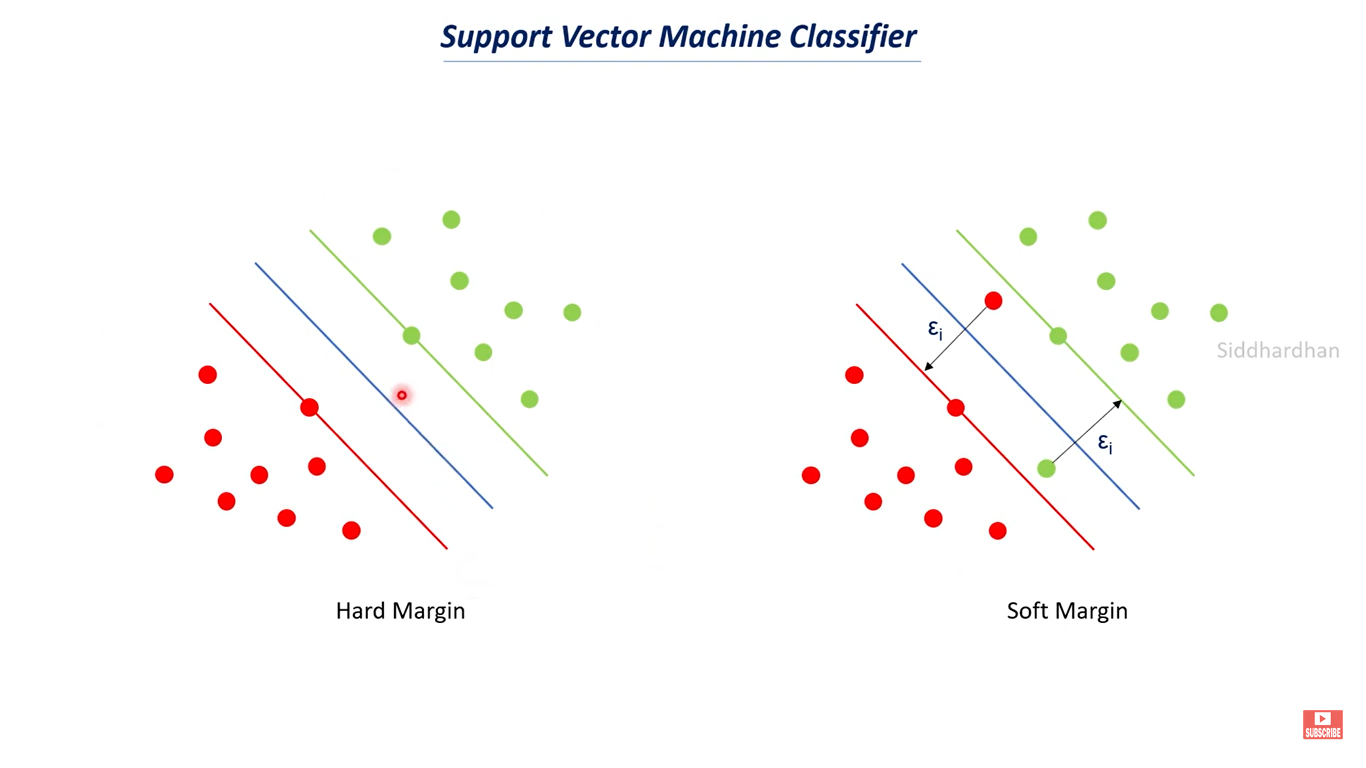 Support Vector Machine Classifier
εi
Siddhardhan
εi
Hard Margin
Soft Margin
SUBSCRIBE